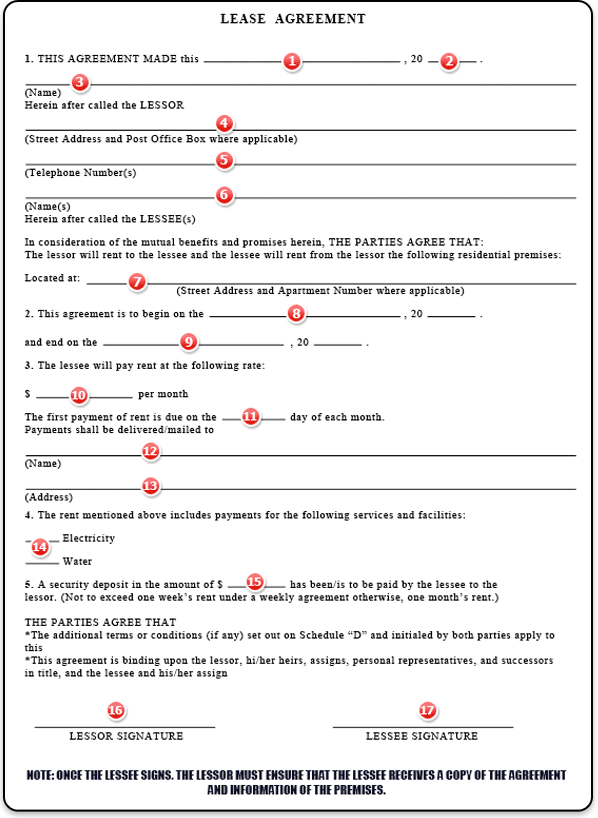 LEASE AGREEMENT
1. THIS AGREEMENT MADE this 1 , 20 2 .
3
(Name)
Herein after called the LESSOR
4
(Street Address and Post Office Box where applicable)
5
(Telephone Number(s)
6
(Name(s)
Herein after called the LESSEE(s)
In consideration of the mutual benefits and promises herein, THE PARTIES AGREE THAT:
The lessor will rent to the lessee and the lessee will rent from the lessor the following residential premises:
Located at: 7
(Street Address and Apartment Number where applicable)
2. This agreement is to begin on the 8 , 20 .
and end on the 9 , 20 .
3. The lessee will pay rent at the following rate:
$ 10 per month
The first payment of rent is due on the 11 day of each month.
Payments shall be delivered/mailed to
12
(Name)
13
(Address)
4. The rent mentioned above includes payments for the following services and facilities:
Electricity
14
Water
5. A security deposit in the amount of $ 15 has been/is to be paid by the lessee to the
lessor. (Not to exceed one week's rent under a weekly agreement otherwise, one month's rent.)
THE PARTIES AGREE THAT
*The additional terms or conditions (if any) set out on Schedule “D” and initialed by both parties apply to
this
*This agreement is binding upon the lessor, hi/her heirs, assigns, personal representatives, and successors
in title, and the lessee and his/her assign
16 17
LESSOR SIGNATURE LESSEE SIGNATURE
NOTE: ONCE THE LESSEE SIGNS. THE LESSOR MUST ENSURE THAT THE LESSEE RECEIVES A COPY OF THE AGREEMENT
AND INFORMATION OF THE PREMISES.